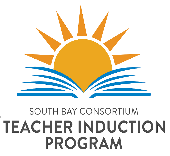 SOUTH BAY CONSORTIUM
TEACHER INDUCTION
PROGRAM